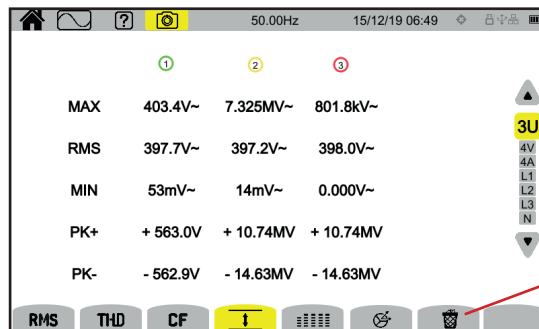 ? 50.00Hz 15/12/19 06:49
1 2 3
MAX 403.4V~ 7.325MV~ 801.8kV~
RMS 397.7V~ 397.2V~ 398.0V~
MIN 53mV~ 14mV~ 0.000V~
PK+ + 563.0V + 10.74MV + 10.74MV
PK- - 562.9V - 14.63MV - 14.63MV
3U
4V
4A
L1
L2
L3
N
RMS THD CF